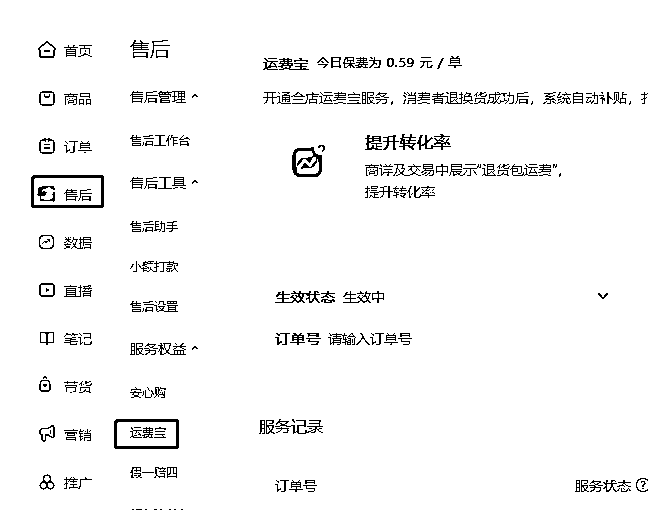 首页
商品
订单
售后
数据
直播
笔记
带货
营销
推广
售后
售后管理
售后工作台
售后工具
售后助手
小额打款
售后设置
服务权益
安心购
运费宝
假一赔四
运费宝 今日保费为 0.59 元 / 单
开通全店运费宝服务，消费者退换货成功后，系统自动补贴，
提升转化率
商详及交易中展示“退货包运费”，
提升转化率
生效状态 生效中
订单号 请输入订单号
服务记录
订单号 服务状态